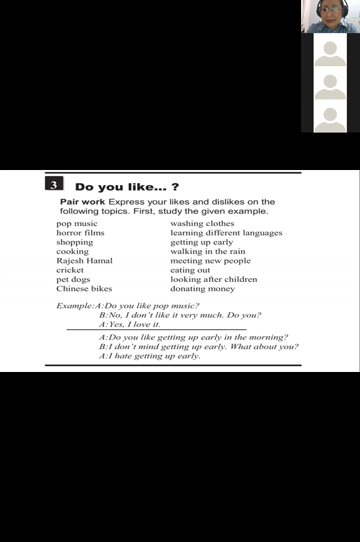 3 Do you like... ?
Pair work Express your likes and dislikes on the
following topics. First, study the given example.
pop music washing clothes
horror films learning different languages
shopping getting up early
cooking walking in the rain
Rajesh Hamal meeting new people
cricket eating out
pet dogs looking after children
Chinese bikes donating money
Example:A:Do you like pop music?
B:No, I don't like it very much. Do you?
A:Yes, I love it.
A:Do you like getting up early in the morning?
B:I don't mind getting up early. What about you?
A:I hate getting up early.